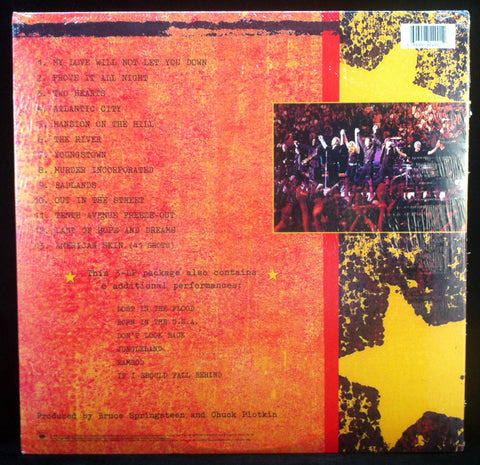 1. MY LOVE WILL NOT LET YOU DOWN
2. PROVE IT ALL NIGHT
3. TWO HEARTS
4. ATLANTIC CITY
5. MANSION ON THE HILL
6. THE RIVER
7. YOUNGSTOWN
8. MURDER INCORPORATED
9. BADLANDS
10. OUT IN THE STREET
11. TENTH AVENUE FREEZE-OUT
12. LAND OF HOPE AND DREAMS
13. AMERICAN SKIN (41 SHOTS)
This 3-LP package also contains
6 additional performances:
LOST IN THE FLOOD
BORN IN THE U.S.A.
DON'T LOOK BACK
JUNGLELAND
RAMROD
IF I SHOULD FALL BEHIND
Produced by Bruce Springsteen and Chuck Plotkin